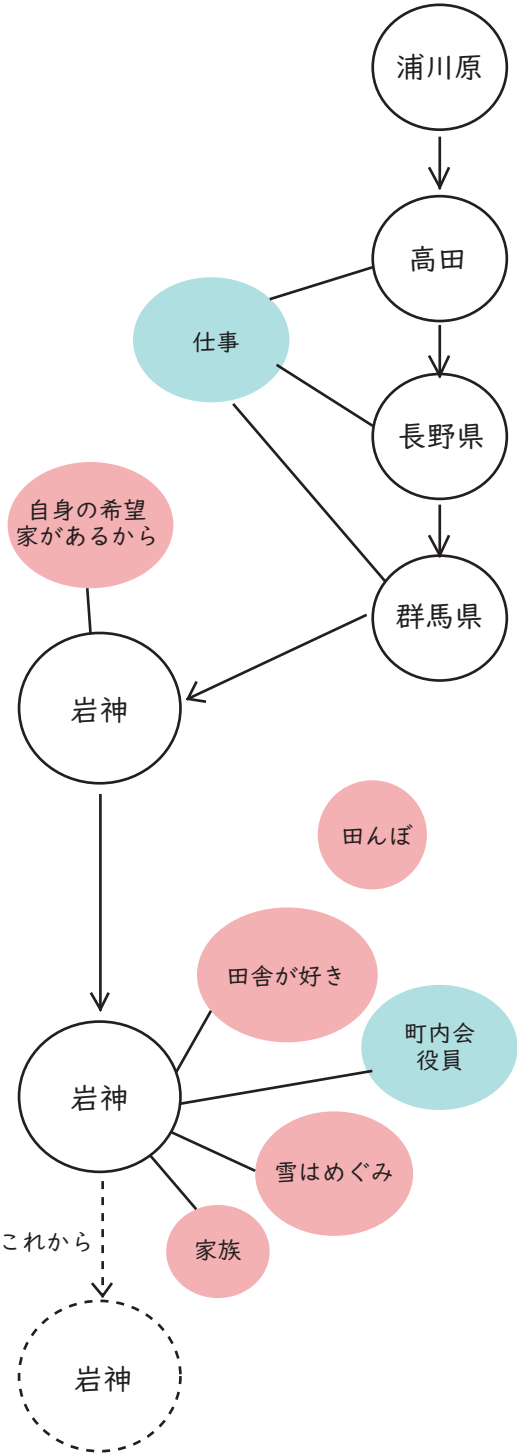 浦川原
高田
仕事
長野県
自身の希望
家があるから
群馬県
岩神
田んぼ
田舎が好き
町内会
役員
岩神
雪はめぐみ
家族
これから
岩神